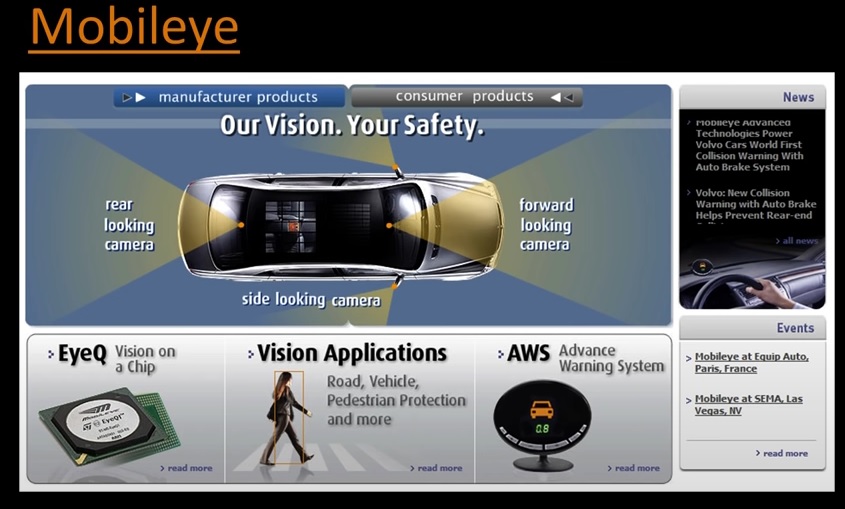 Mobileye
manufacturer products
consumer products
Our Vision. Your Safety.
rear
looking
camera
forward
looking
camera
side looking camera
EyeQ
Vision on
a Chip
read more
Vision Applications
Road, Vehicle,
Pedestrian Protection
and more
read more
AWS
Advance
Warning System
0.8
read more
News
Mobileye Advanced
Technologies Power
Volvo Cars World First
Collision Warning With
Auto Brake System
Volvo: New Collision
Warning with Auto Brake
Helps Prevent Rear-end
all news
Events
Mobileye at Equip Auto,
Paris, France
Mobileye at SEMA, Las
Vegas, NV
read more